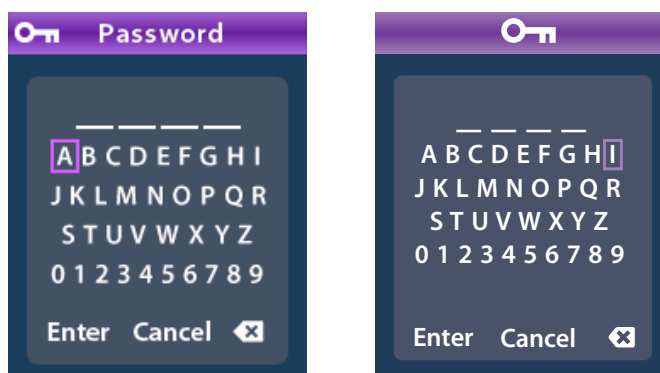 Password
A B C D E F G H I
J K L M N O P Q R
S T U V W X Y Z
0 1 2 3 4 5 6 7 8 9
Enter Cancel
A B C D E F G H I
J K L M N O P Q R
S T U V W X Y Z
0 1 2 3 4 5 6 7 8 9
Enter Cancel